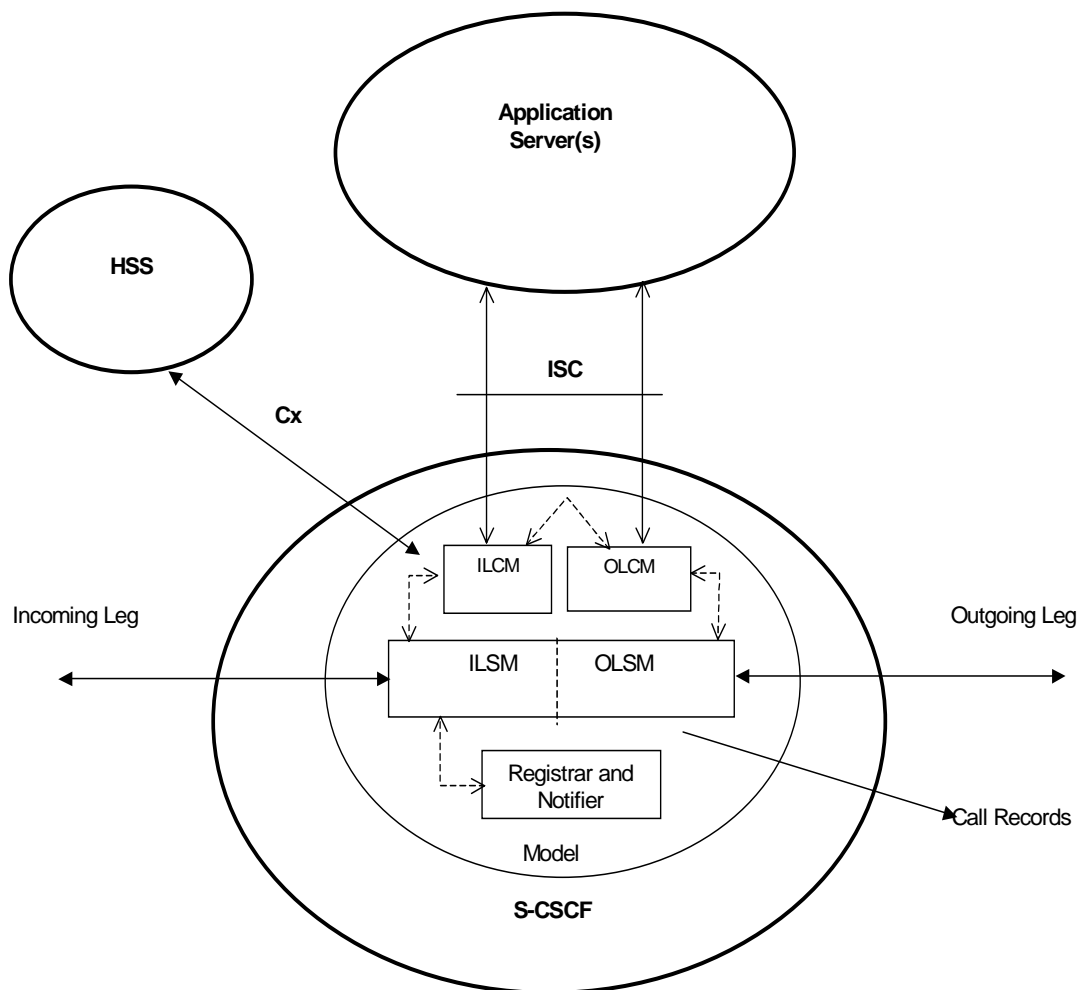 Application
Server(s)
HSS
ISC
Cx
ILCM
OLCM
Incoming Leg
Outgoing Leg
ILSM
OLSM
Registrar and
Notifier
Call Records
Model
S-CSCF